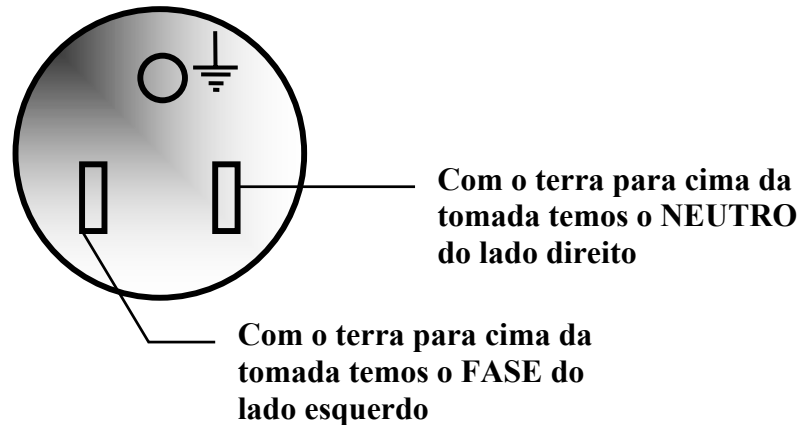 Com o terra para cima da
tomada temos o NEUTRO
do lado direito
Com o terra para cima da
tomada temos o FASE do
lado esquerdo